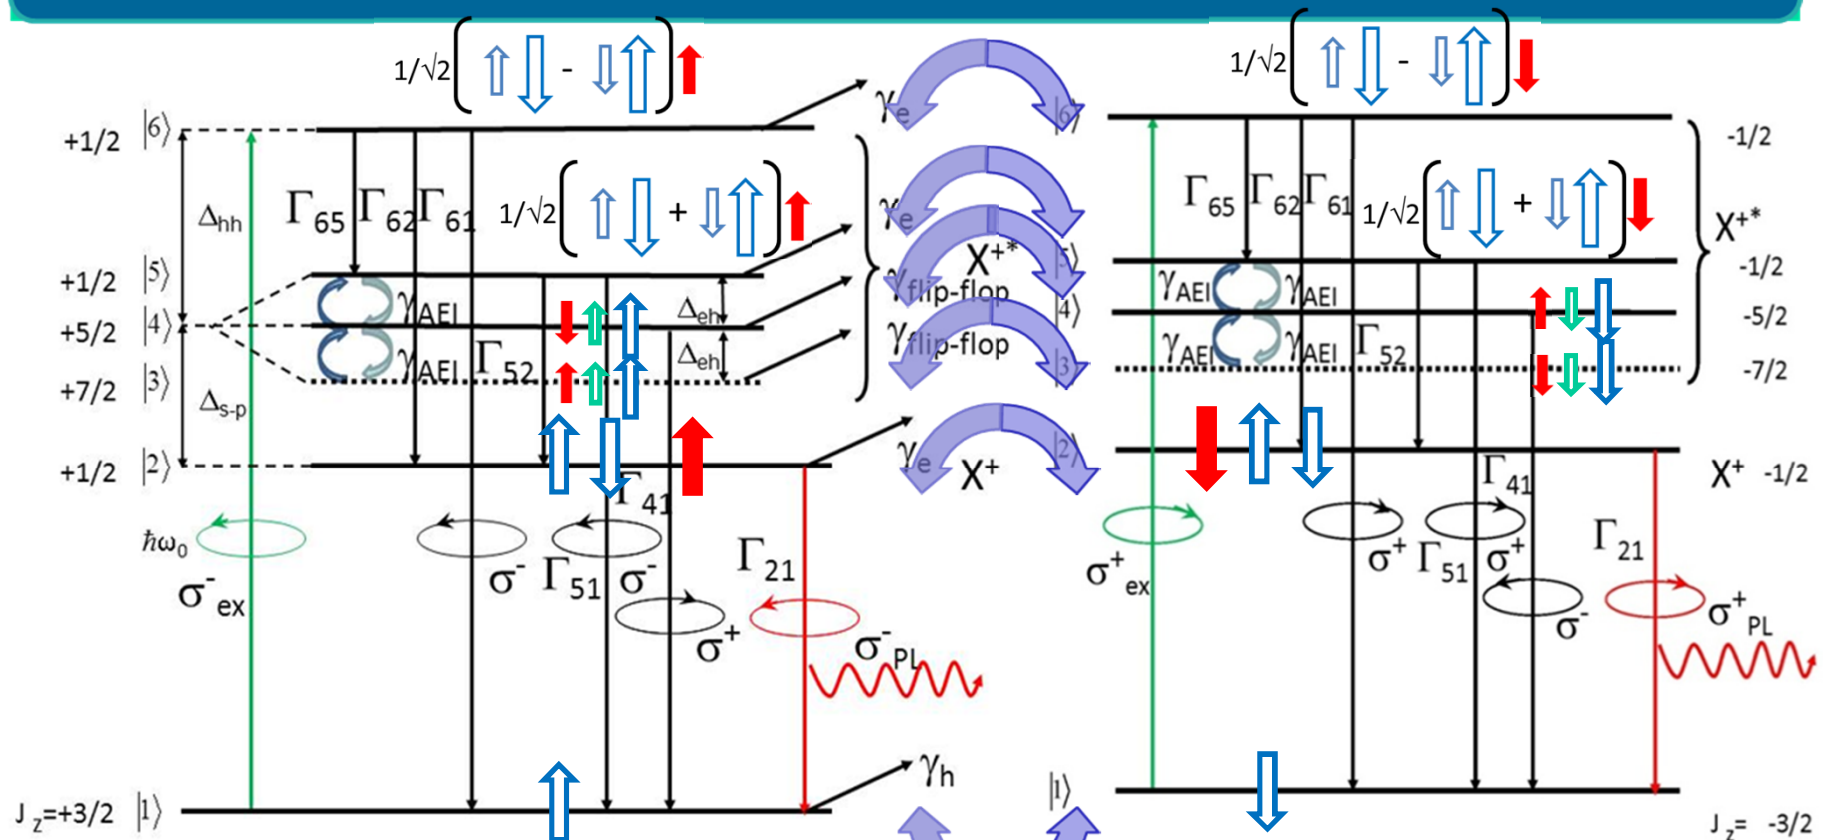 1/√2 ( - )
1/√2 ( - )
+1/2 |6⟩
γe
|6⟩
-1/2
Δhh
Γ65 Γ62 Γ61
1/√2 ( + )
γe
Γ65 Γ62 Γ61
1/√2 ( + )
X+*
+1/2 |5⟩
X+*
|5⟩
-1/2
γAEI
Δeh
γflip-flop
γAEI γAEI
+5/2 |4⟩
|4⟩
-5/2
γAEI Γ52
Δeh
γflip-flop
γAEI γAEI Γ52
+7/2 |3⟩
|3⟩
-7/2
Δs-p
+1/2 |2⟩
γe X+
|2⟩
X+ -1/2
Γ41
Γ41
ħω0
Γ21
Γ21
σ-ex
σ- Γ51 σ-
σ+ex
σ+ Γ51 σ+
σ+
σ-PL
σ-
σ+PL
γh
Jz=+3/2 |1⟩
|1⟩
Jz= -3/2